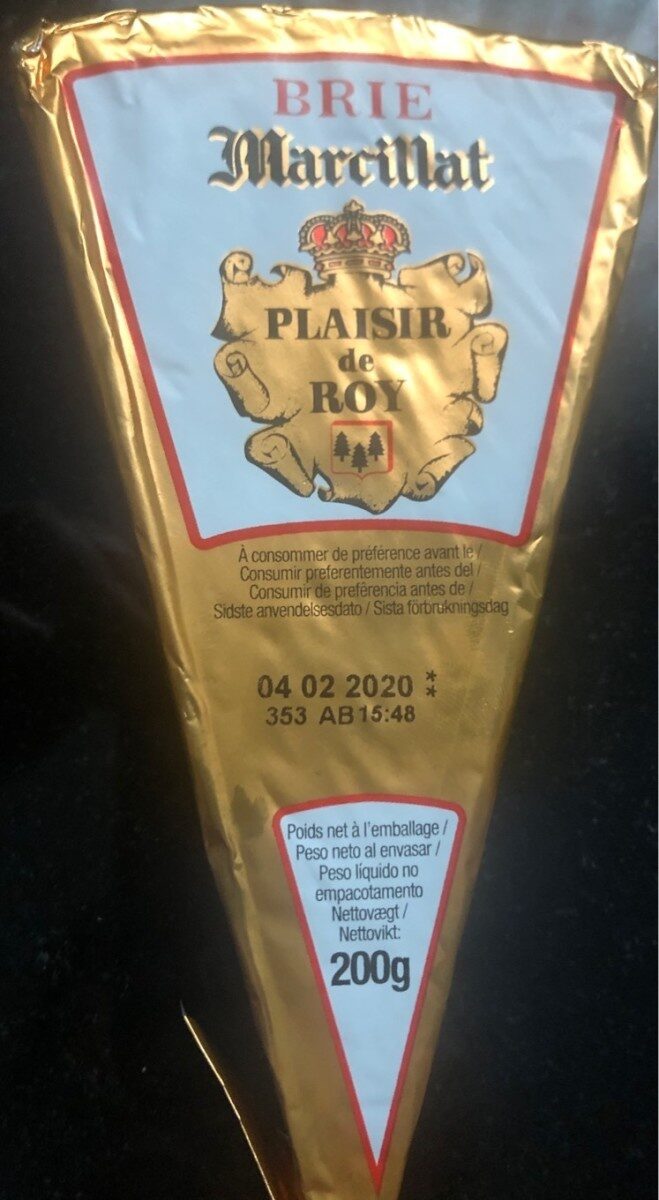 BRIE
Marcillat
PLAISIR
de
ROY
À consommer de préférence avant le /
Consumir preferentemente antes del /
Consumir de preferência antes de /
Sidste anvendelsesdato / Sista förbrukningsdag
04 02 2020 **
353 AB 15:48
Poids net à l'emballage /
Peso neto al envasar /
Peso líquido no
empacotamento
Nettovægt /
Nettovikt:
200g